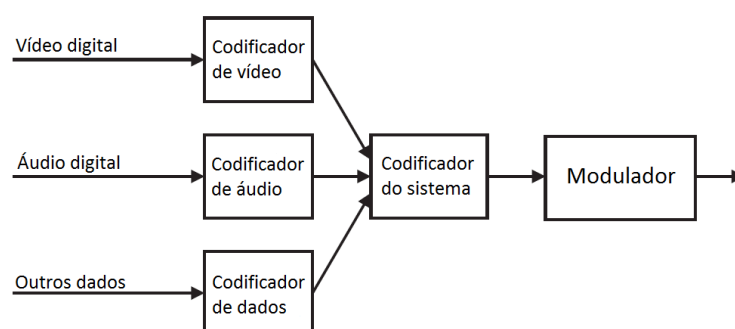 Vídeo digital
Codificador
de vídeo
Áudio digital
Codificador
de áudio
Codificador
do sistema
Modulador
Outros dados
Codificador
de dados